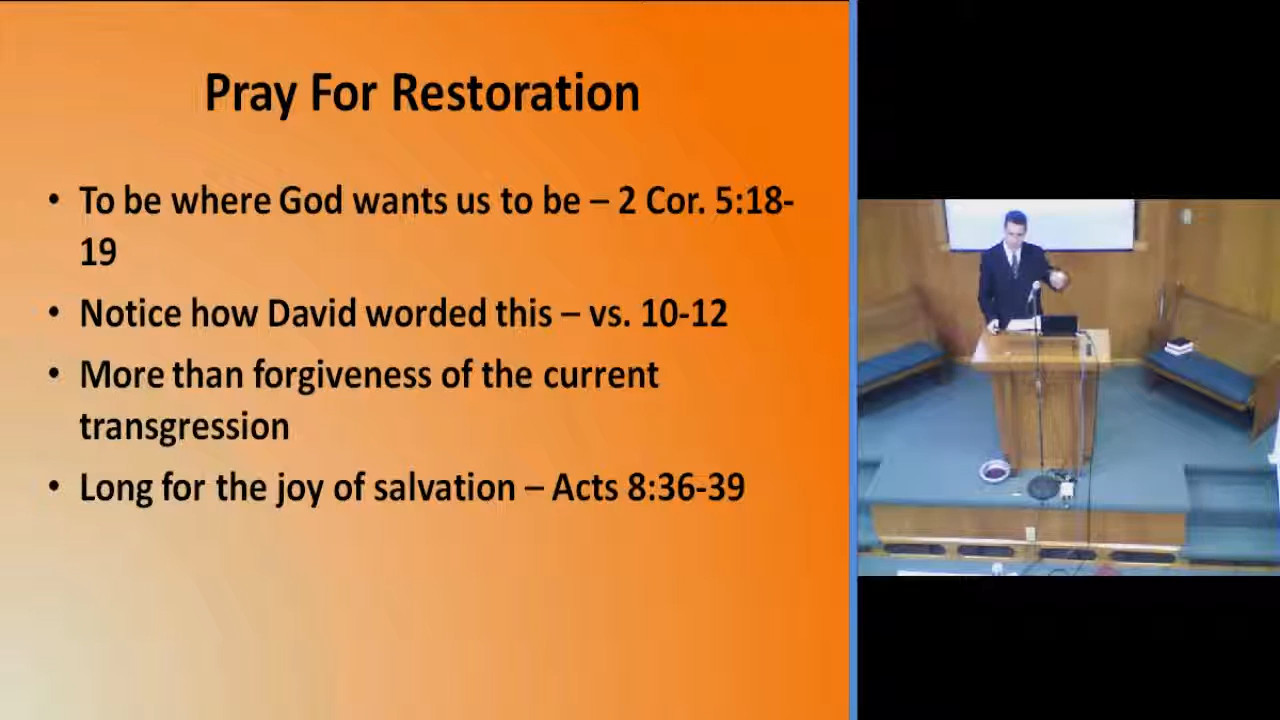 Pray For Restoration
• To be where God wants us to be – 2 Cor. 5:18-
19
• Notice how David worded this – vs. 10-12
• More than forgiveness of the current
transgression
• Long for the joy of salvation – Acts 8:36-39